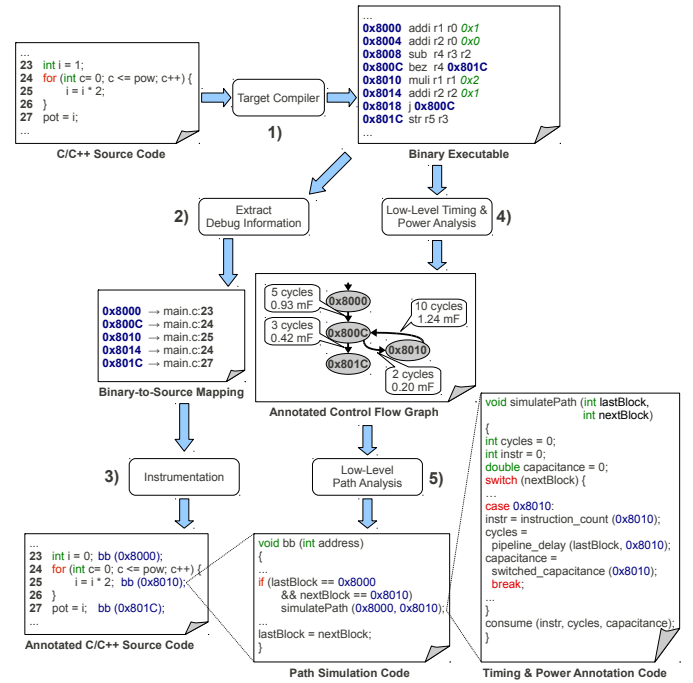 ...
23 int i = 1;
24 for (int c= 0; c <= pow; c++) {
25 i = i * 2;
26 }
27 pot = i;
...
C/C++ Source Code
Target Compiler
1)
...
0x8000 addi r1 r0 0x1
0x8004 addi r2 r0 0x0
0x8008 sub r4 r3 r2
0x800C bez r4 0x801C
0x8010 muli r1 r1 0x2
0x8014 addi r2 r2 0x1
0x8018 j 0x800C
0x801C str r5 r3
...
Binary Executable
2)
Extract
Debug Information
Low-Level Timing &
Power Analysis
4)
0x8000 → main.c:23
0x800C → main.c:24
0x8010 → main.c:25
0x8014 → main.c:24
0x801C → main.c:27
Binary-to-Source Mapping
5 cycles
0.93 mF
3 cycles
0.42 mF
10 cycles
1.24 mF
2 cycles
0.20 mF
0x8000
0x800C
0x8010
0x801C
Annotated Control Flow Graph
3)
Instrumentation
Low-Level
Path Analysis
5)
...
23 int i = 0; bb (0x8000);
24 for (int c= 0; c <= pow; c++) {
25 i = i * 2; bb (0x8010);
26 }
27 pot = i; bb (0x801C);
...
Annotated C/C++ Source Code
void bb (int address)
{
...
if (lastBlock == 0x8000
&& nextBlock == 0x8010)
simulatePath (0x8000, 0x8010);
...
lastBlock = nextBlock;
}
Path Simulation Code
void simulatePath (int lastBlock,
int nextBlock)
{
int cycles = 0;
int instr = 0;
double capacitance = 0;
switch (nextBlock) {
...
case 0x8010:
instr = instruction_count (0x8010);
cycles =
pipeline_delay (lastBlock, 0x8010);
capacitance =
switched_capacitance (0x8010);
break;
...
}
consume (instr, cycles, capacitance);
}
Timing & Power Annotation Code